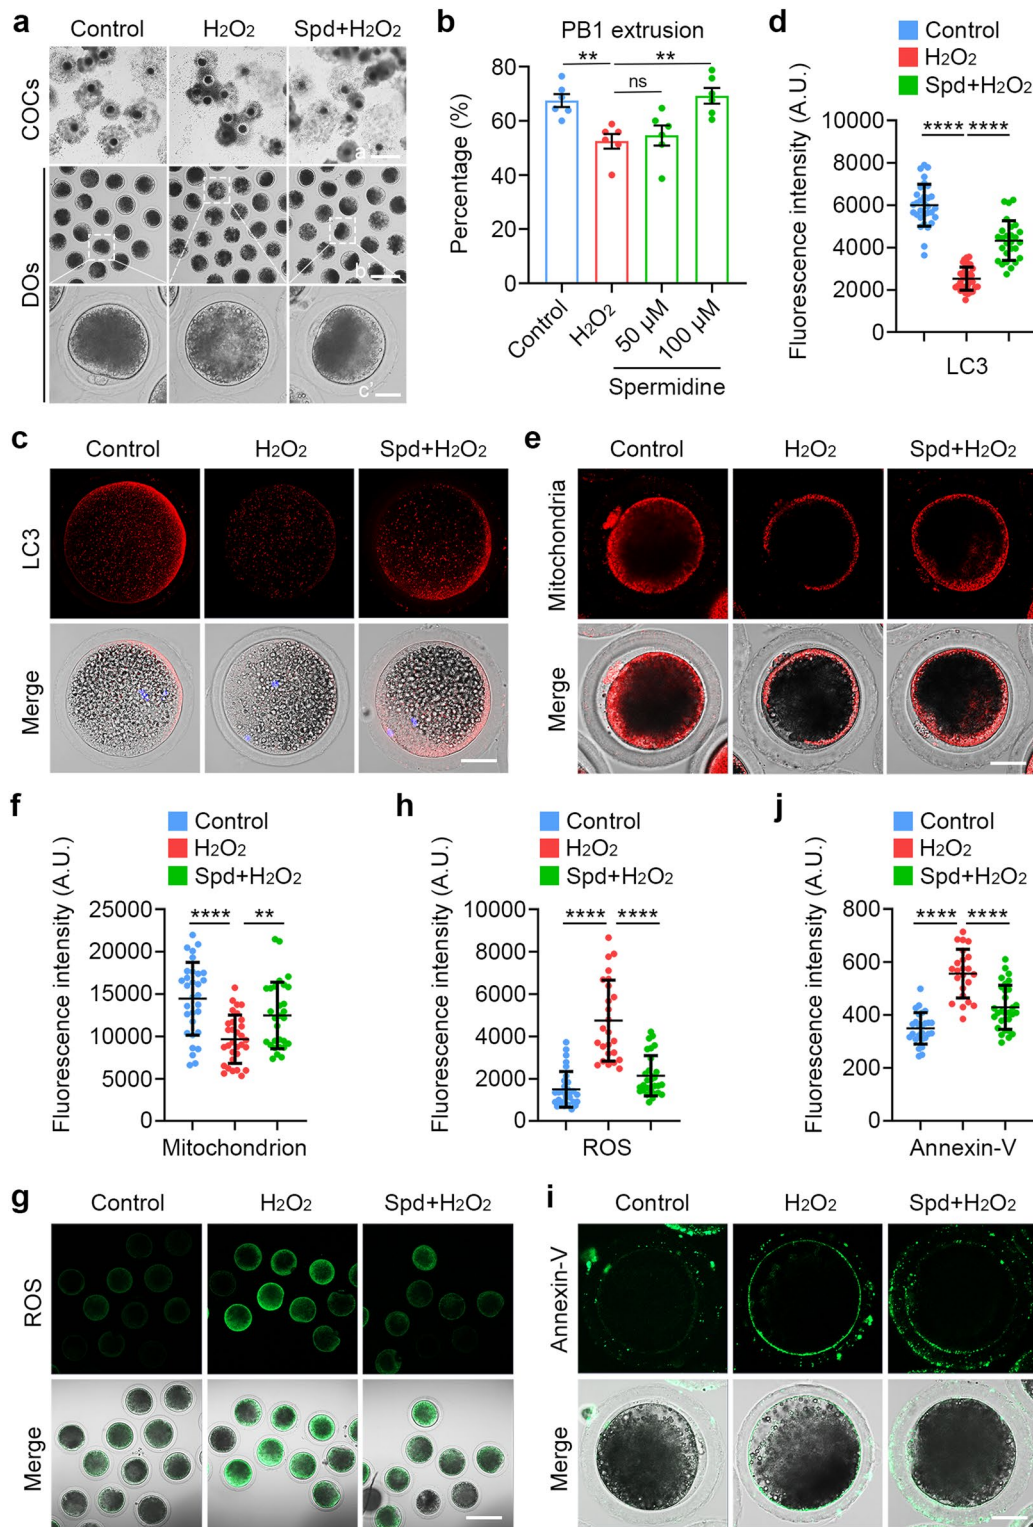 a
Control H2O2 Spd+H2O2
COCs
a
DOs
b
c'
b
PB1 extrusion
** **
ns
Percentage (%)
80
60
40
20
0
Control
H2O2
50 µM
100 µM
Spermidine
d
Control
H2O2
Spd+H2O2
Fluorescence intensity (A.U.)
**** ****
8000
6000
4000
2000
0
LC3
c
Control H2O2 Spd+H2O2
LC3
Merge
e
Control H2O2 Spd+H2O2
Mitochondria
Merge
f
Control
H2O2
Spd+H2O2
Fluorescence intensity (A.U.)
**** **
25000
20000
15000
10000
5000
0
Mitochondrion
h
Control
H2O2
Spd+H2O2
Fluorescence intensity (A.U.)
**** ****
10000
8000
6000
4000
2000
0
ROS
j
Control
H2O2
Spd+H2O2
Fluorescence intensity (A.U.)
**** ****
800
600
400
200
0
Annexin-V
g
Control H2O2 Spd+H2O2
ROS
Merge
i
Control H2O2 Spd+H2O2
Annexin-V
Merge